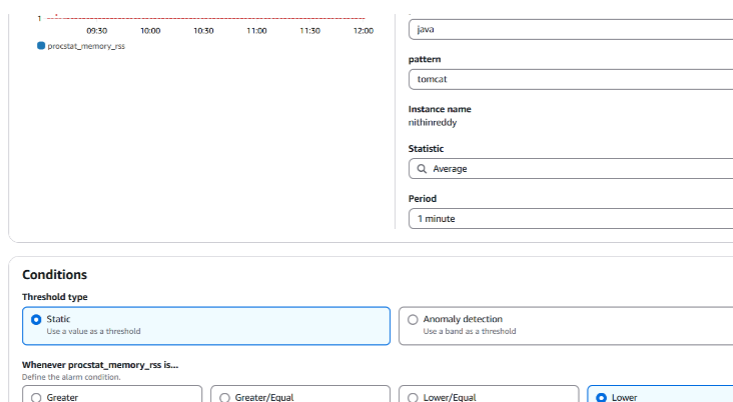 1
09:30 10:00 10:30 11:00 11:30 12:00
procstat_memory_rss
java
pattern
tomcat
Instance name
nithinreddy
Statistic
Average
Period
1 minute
Conditions
Threshold type
Static
Use a value as a threshold
Anomaly detection
Use a band as a threshold
Whenever procstat_memory_rss is...
Define the alarm condition.
Greater
Greater/Equal
Lower/Equal
Lower